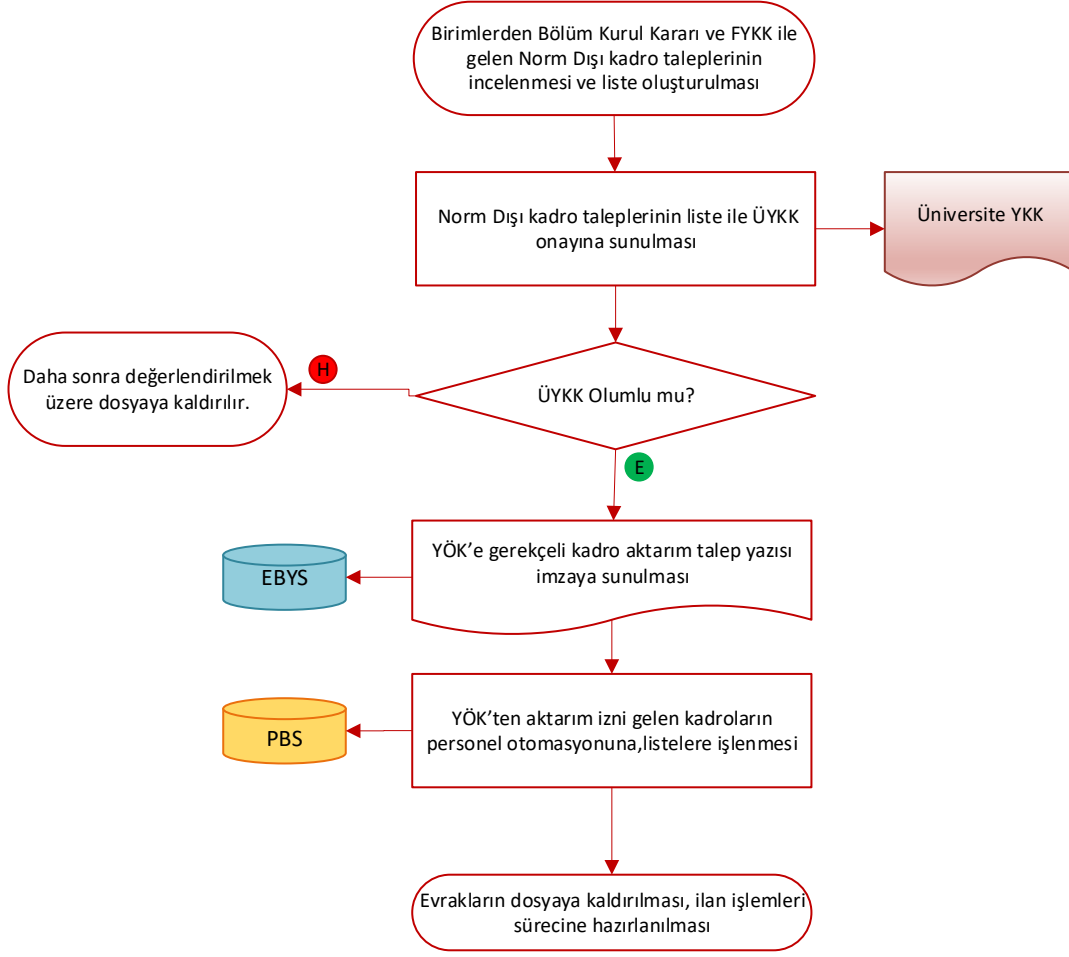 Birimlerden Bölüm Kurul Kararı ve FYKK ile
gelen Norm Dışı kadro taleplerinin
incelenmesi ve liste oluşturulması
Norm Dışı kadro taleplerinin liste ile ÜYKK
onayına sunulması
Üniversite YKK
Daha sonra değerlendirilmek
üzere dosyaya kaldırılır.
H
ÜYKK Olumlu mu?
E
YÖK’e gerekçeli kadro aktarım talep yazısı
imzaya sunulması
EBYS
YÖK’ten aktarım izni gelen kadroların
personel otomasyonuna,listelere işlenmesi
PBS
Evrakların dosyaya kaldırılması, ilan işlemleri
sürecine hazırlanılması